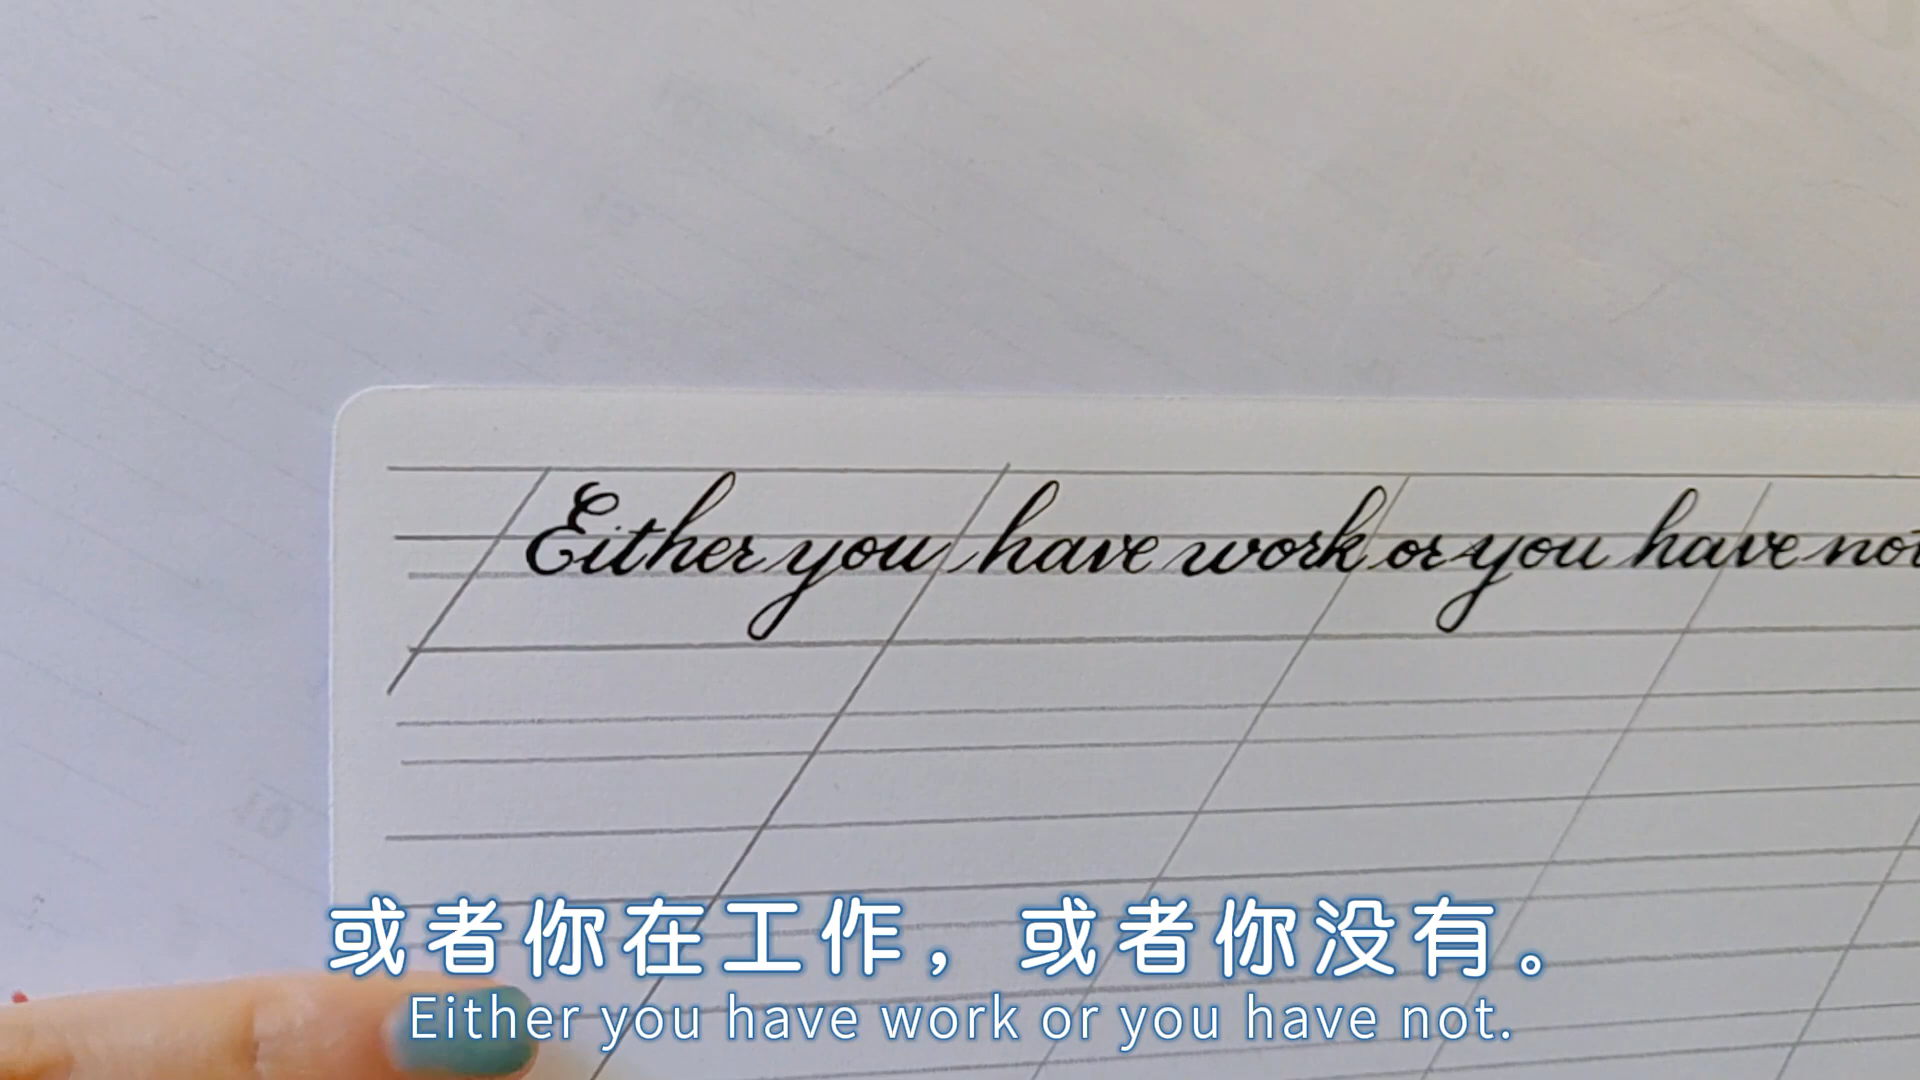 Either you have work or you have not
或者你在工作，或者你没有。
Either you have work or you have not.